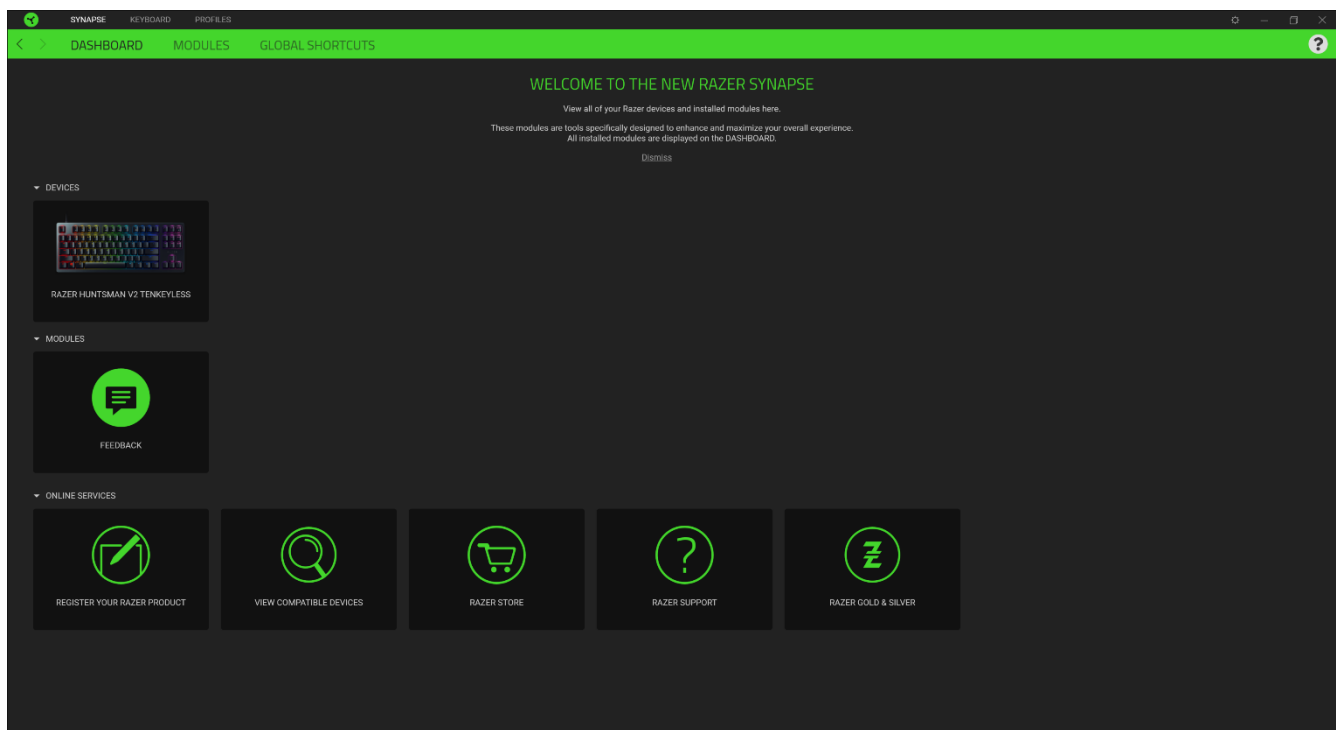 SYNAPSE KEYBOARD PROFILES
DASHBOARD MODULES GLOBAL SHORTCUTS ?
WELCOME TO THE NEW RAZER SYNAPSE
View all of your Razer devices and installed modules here.
These modules are tools specifically designed to enhance and maximize your overall experience.
All installed modules are displayed on the DASHBOARD.
Dismiss
DEVICES
RAZER HUNTSMAN V2 TENKEYLESS
MODULES
FEEDBACK
ONLINE SERVICES
REGISTER YOUR RAZER PRODUCT VIEW COMPATIBLE DEVICES RAZER STORE RAZER SUPPORT RAZER GOLD & SILVER